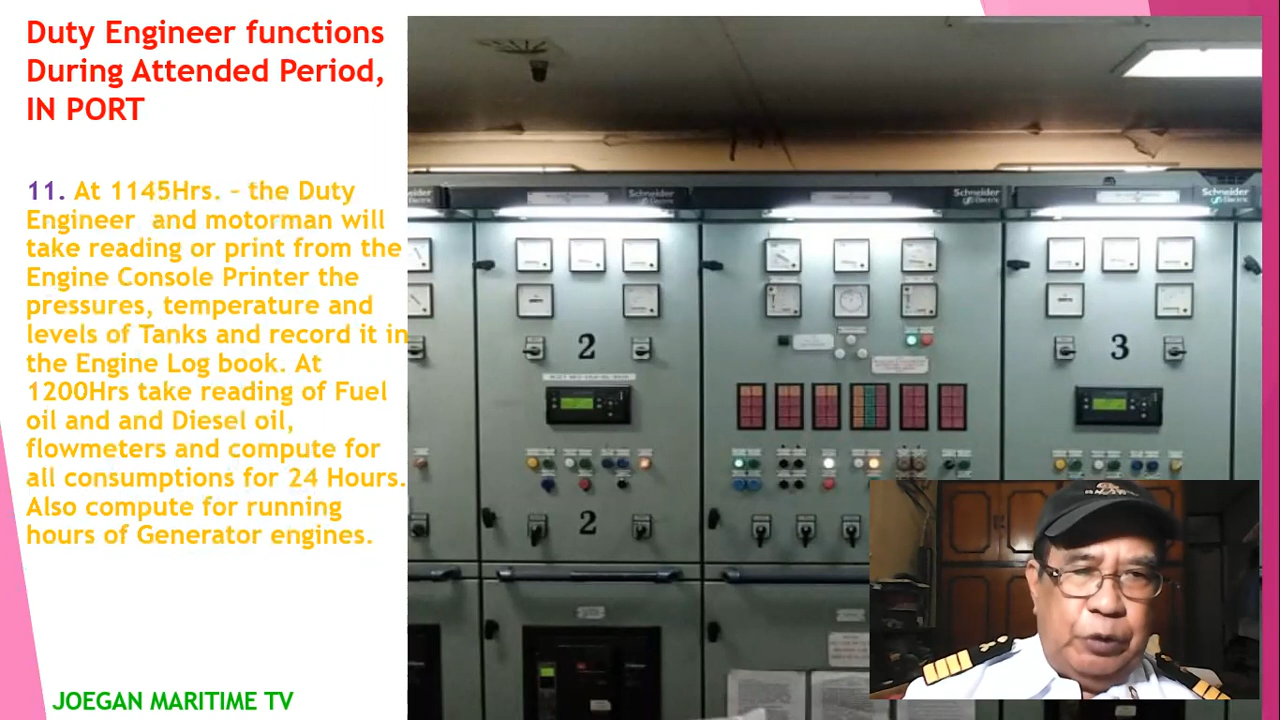 Duty Engineer functions
During Attended Period,
IN PORT
11. At 1145Hrs. - the Duty
Engineer and motorman will
take reading or print from the
Engine Console Printer the
pressures, temperature and
levels of Tanks and record it in
the Engine Log book. At
1200Hrs take reading of Fuel
oil and and Diesel oil,
flowmeters and compute for
all consumptions for 24 Hours.
Also compute for running
hours of Generator engines.
JOEGAN MARITIME TV
Schneider
Electric
Schneider
Electric
Schneider
Electric
2
3
2